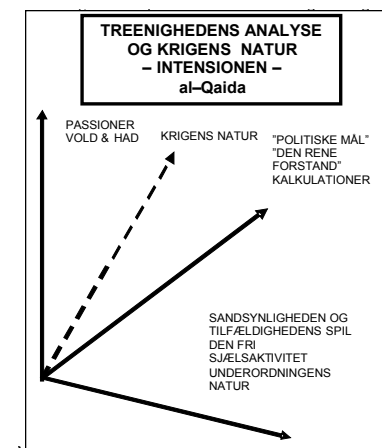 TREENIGHEDENS ANALYSE
OG KRIGENS NATUR
– INTENSIONEN –
al–Qaida
PASSIONER
VOLD & HAD
KRIGENS NATUR
"POLITISKE MÅL"
"DEN RENE
FORSTAND"
KALKULATIONER
SANDSYNLIGHEDEN OG
TILFÆLDIGHEDENS SPIL
DEN FRI
SJÆLSAKTIVITET
UNDERORDNINGENS
NATUR